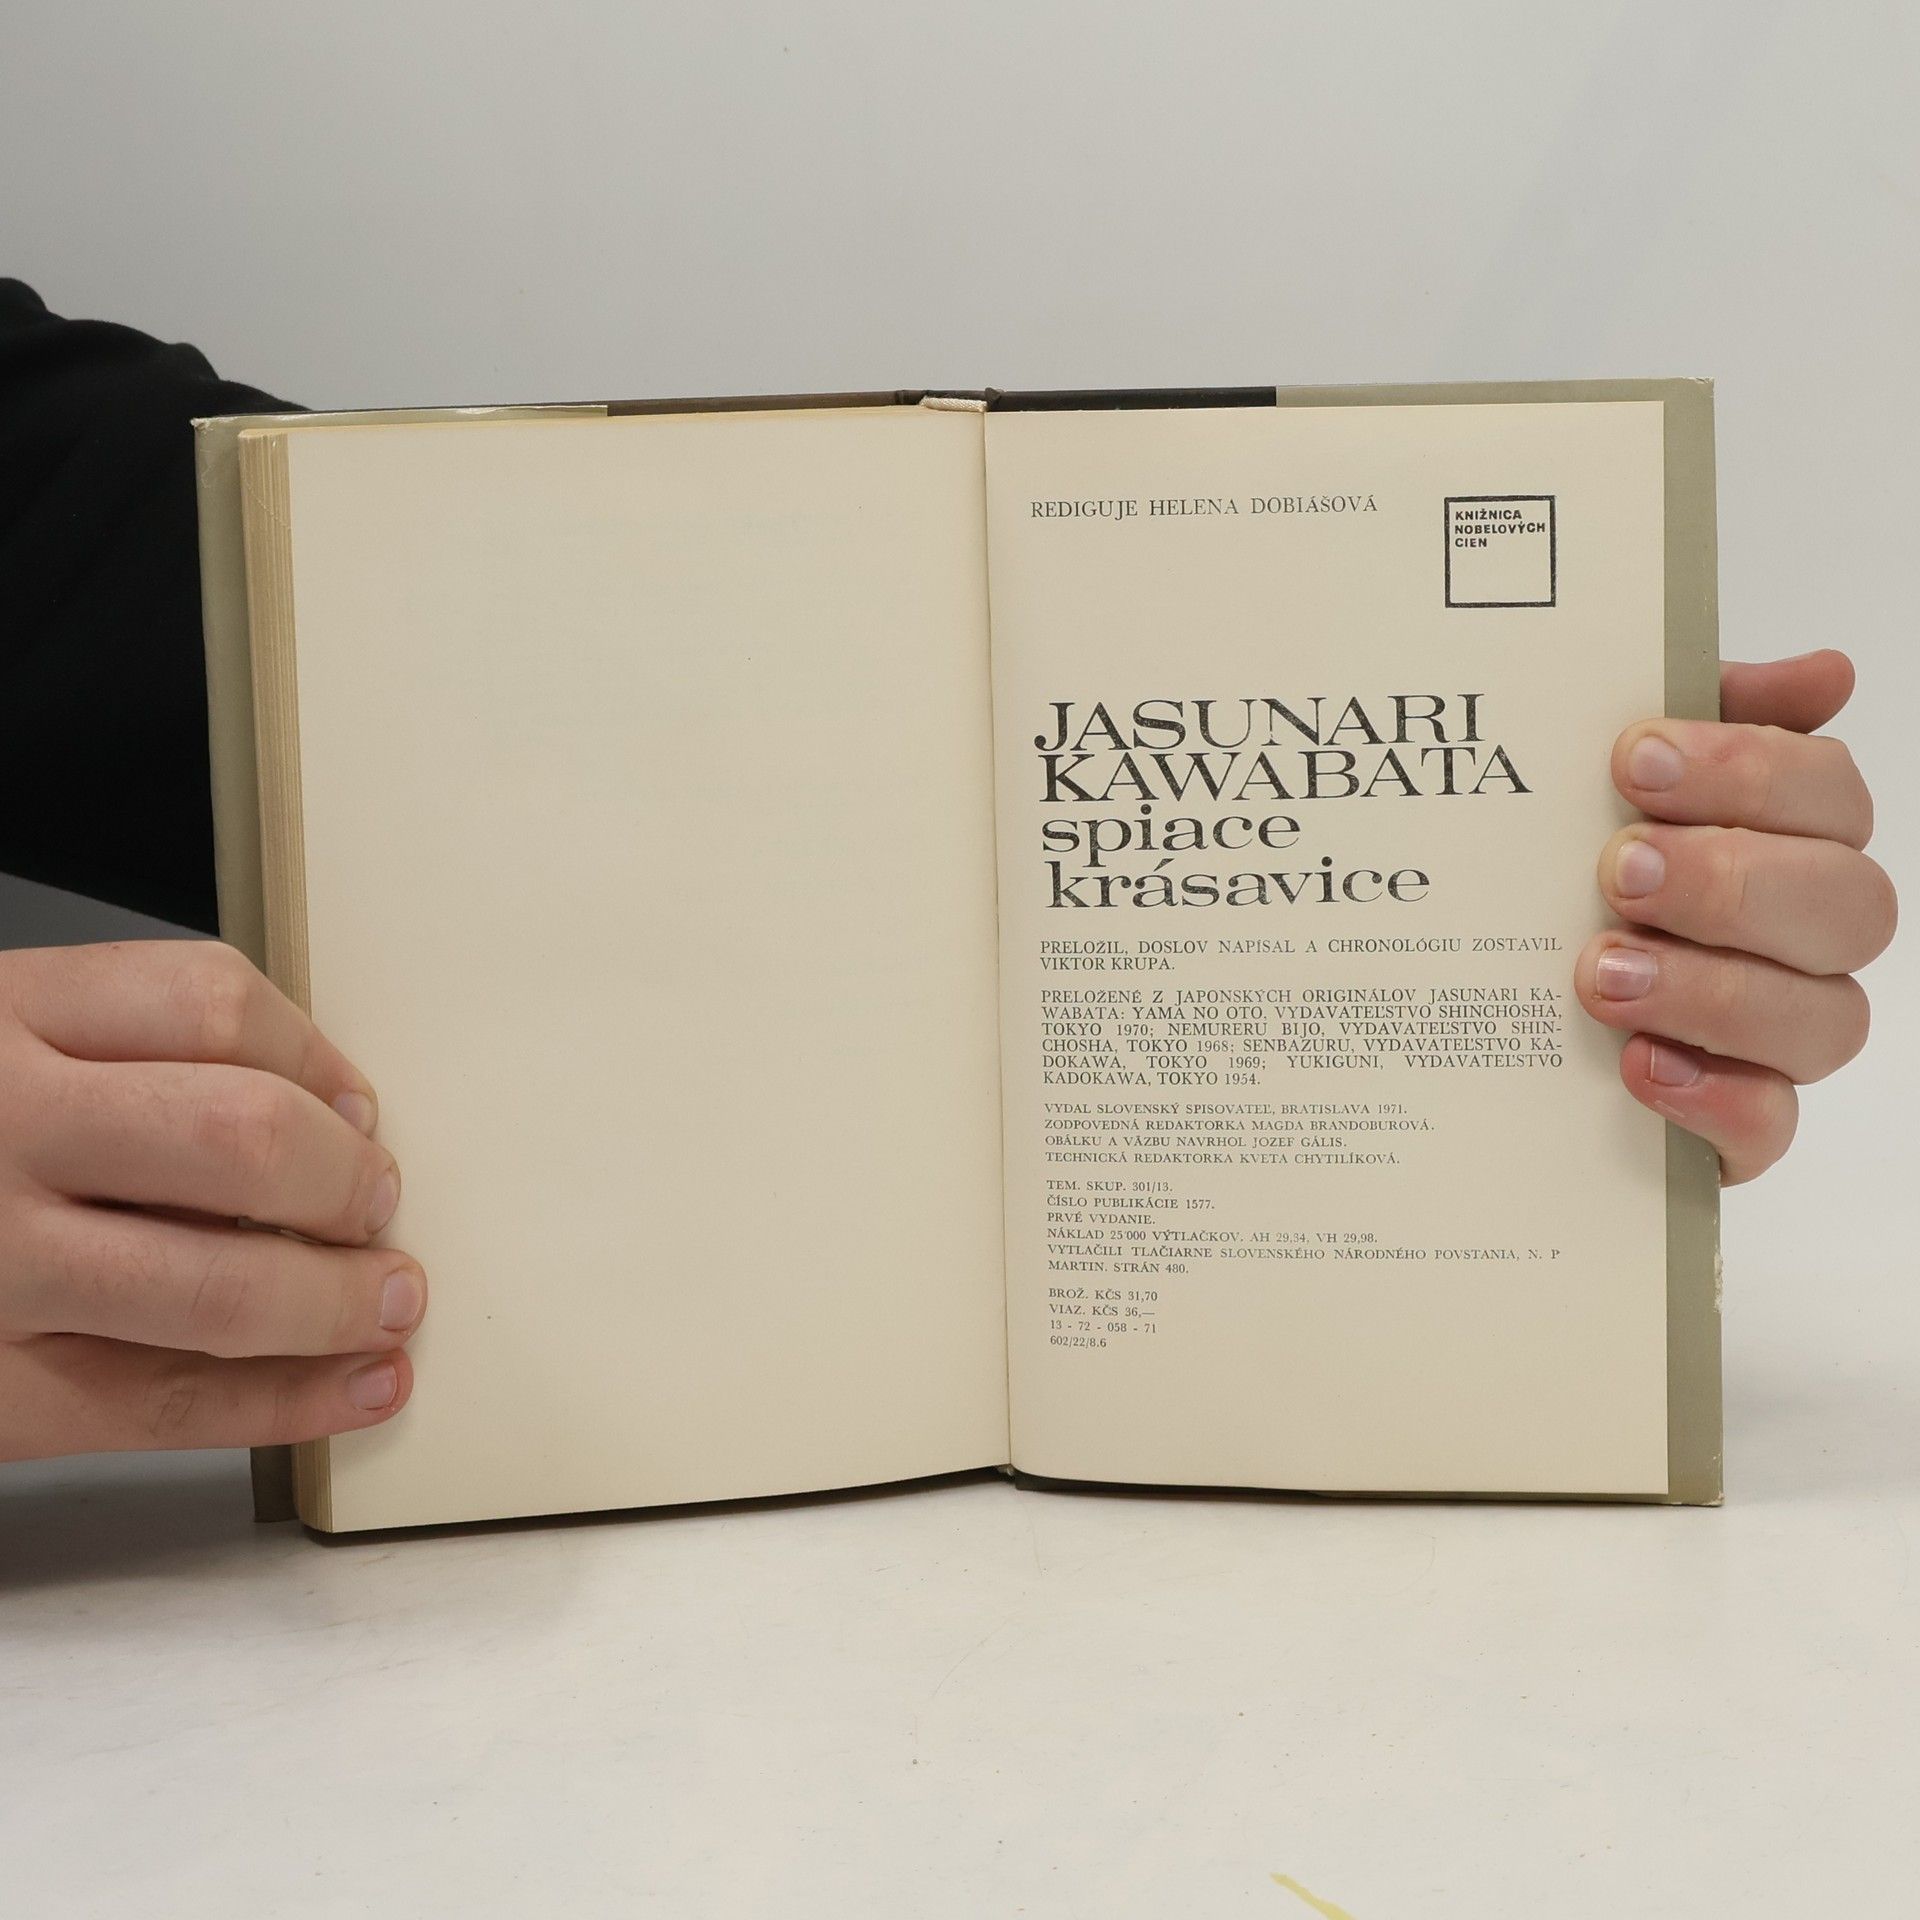 REDIGUJE HELENA DOBIÁŠOVÁ
KNIŽNICA
NOBELOVÝCH
CIEN
JASUNARI
KAWABATA
spiace
krásavice
PRELOŽIL, DOSLOV NAPÍSAL A CHRONOLÓGIU ZOSTAVIL
VIKTOR KRUPA.
PRELOŽENÉ Z JAPONSKÝCH ORIGINÁLOV JASUNARI KA-
WABATA: YAMA NO OTO, VYDAVATEĽSTVO SHINCHOSHA,
TOKYO 1970; NEMURERU BIJO, VYDAVATEĽSTVO SHIN-
CHOSHA, TOKYO 1968; SENBAZURU, VYDAVATEĽSTVO KA-
DOKAWA, TOKYO 1969; YUKIGUNI, VYDAVATEĽSTVO
KADOKAWA, TOKYO 1954.
VYDAL SLOVENSKÝ SPISOVATEĽ, BRATISLAVA 1971.
ZODPOVEDNÁ REDAKTORKA MAGDA BRANDOBUROVÁ.
OBÁLKU A VÄZBU NAVRHOL JOZEF GÁLIS.
TECHNICKÁ REDAKTORKA KVETA CHYTILÍKOVÁ.
TEM. SKUP. 301/13.
ČÍSLO PUBLIKÁCIE 1577.
PRVÉ VYDANIE.
NÁKLAD 25'000 VÝTLAČKOV. AH 29,34, VH 29,98.
VYTLAČILI TLAČIARNE SLOVENSKÉHO NÁRODNÉHO POVSTANIA, N. P
MARTIN. STRÁN 480.
BROŽ. KČS 31,70
VIAZ. KČS 36,—
13 - 72 - 058 - 71
602/22/8.6